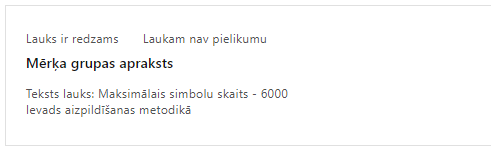 Lauks ir redzams Laukam nav pielikumu
Mērķa grupas apraksts
Teksts lauks: Maksimālais simbolu skaits - 6000
Ievads aizpildīšanas metodikā